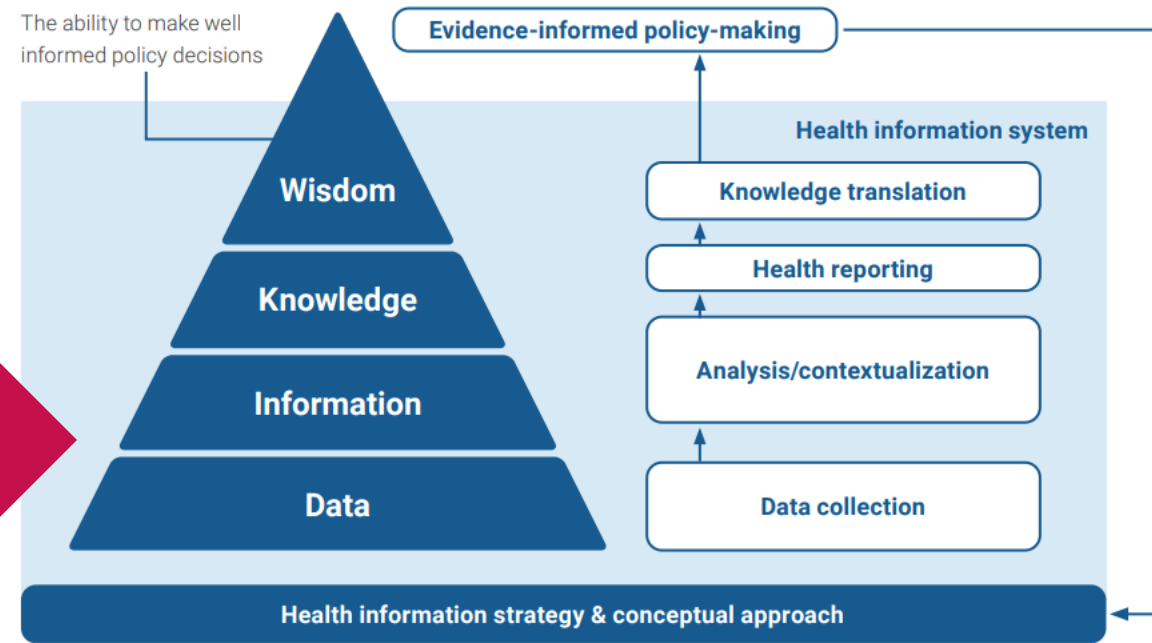 The ability to make well
informed policy decisions
Evidence-informed policy-making
Health information system
Wisdom
Knowledge translation
Health reporting
Knowledge
Analysis/contextualization
Information
Data
Data collection
Health information strategy & conceptual approach